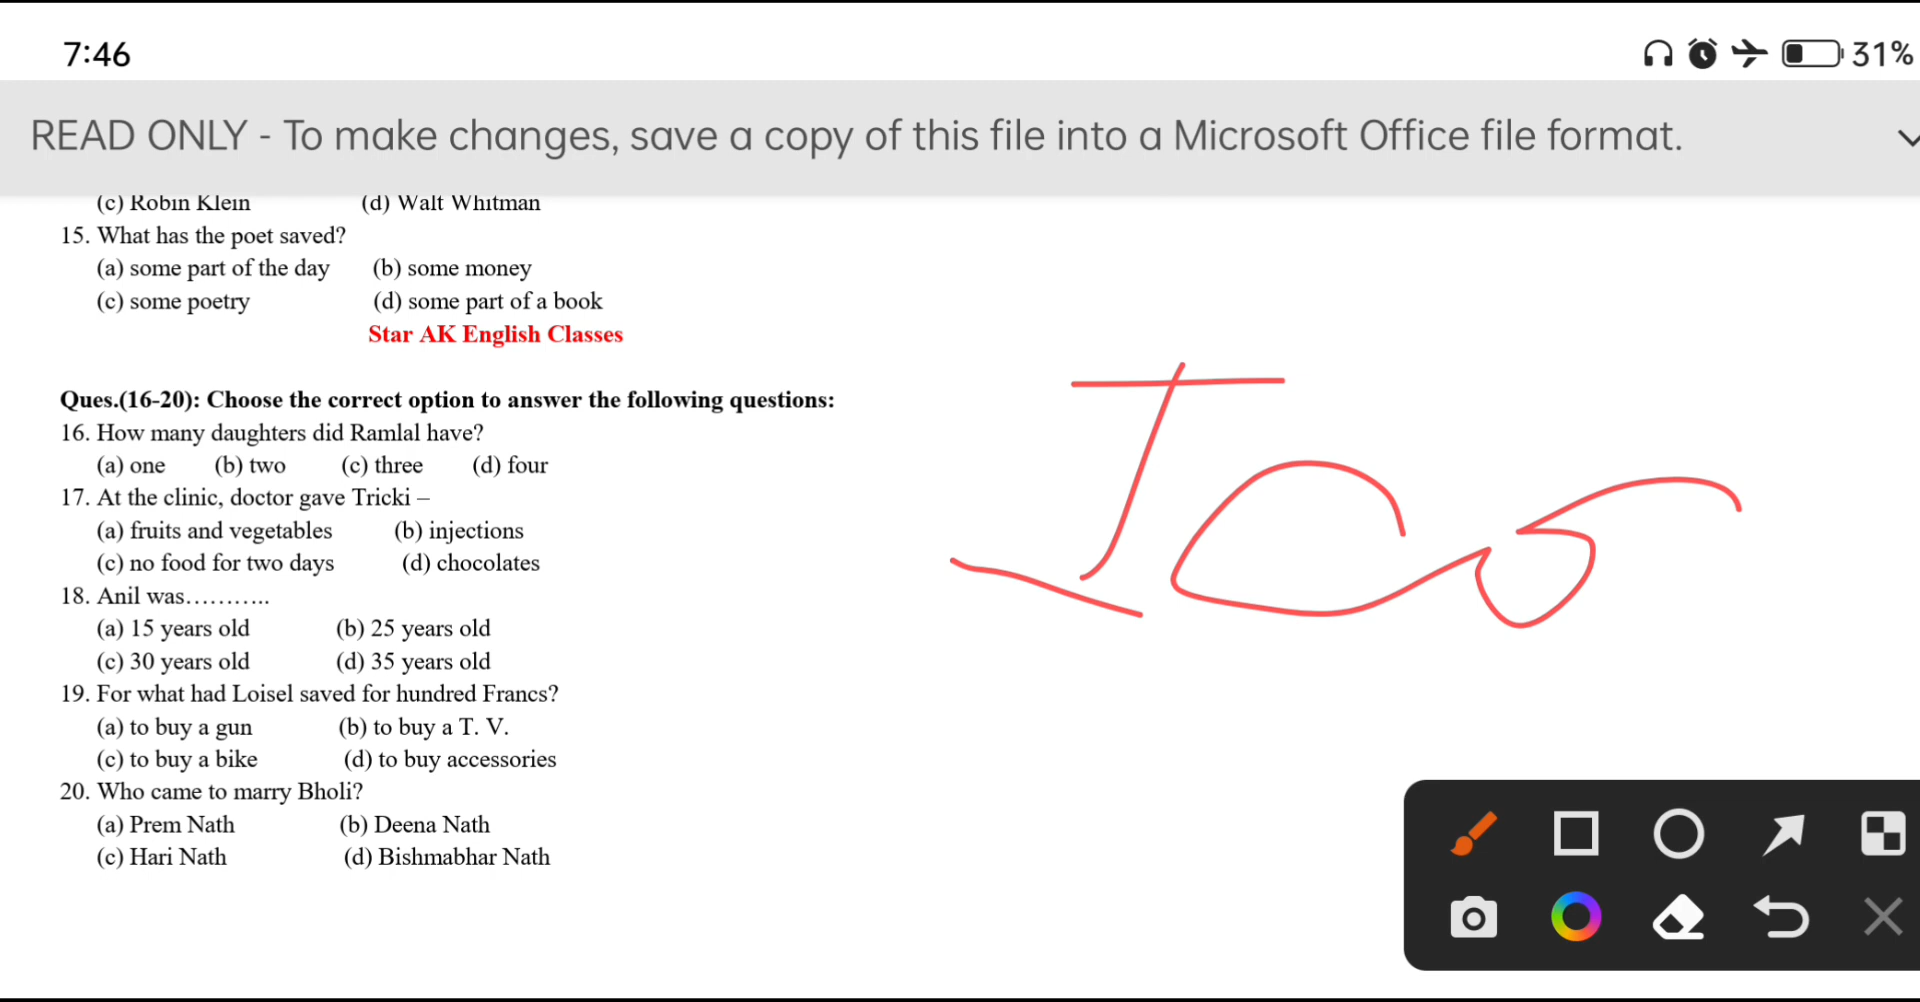 7:46
31%
READ ONLY - To make changes, save a copy of this file into a Microsoft Office file format.
(c) Robin Klein (d) Walt Whitman
15. What has the poet saved?
(a) some part of the day (b) some money
(c) some poetry (d) some part of a book
Star AK English Classes
Ques.(16-20): Choose the correct option to answer the following questions:
16. How many daughters did Ramlal have?
(a) one (b) two (c) three (d) four
17. At the clinic, doctor gave Tricki –
(a) fruits and vegetables (b) injections
(c) no food for two days (d) chocolates
18. Anil was………..
(a) 15 years old (b) 25 years old
(c) 30 years old (d) 35 years old
19. For what had Loisel saved for hundred Francs?
(a) to buy a gun (b) to buy a T. V.
(c) to buy a bike (d) to buy accessories
20. Who came to marry Bholi?
(a) Prem Nath (b) Deena Nath
(c) Hari Nath (d) Bishmabhar Nath